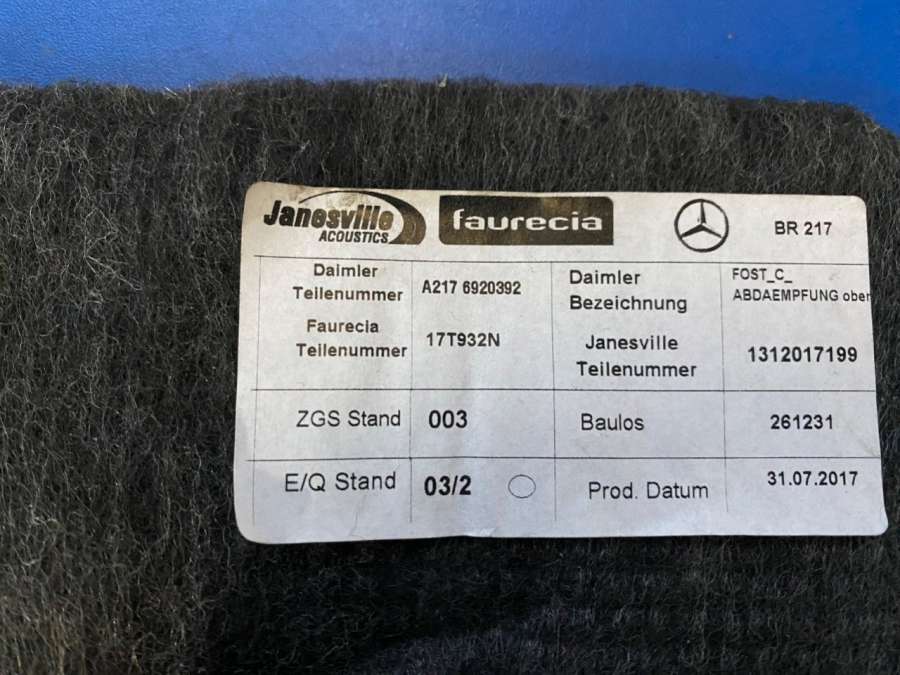 Janesville
ACOUSTICS
faurecia
BR 217
Daimler
Teilenummer
A217 6920392
Daimler
Bezeichnung
FOST_C_
ABDAEMPFUNG ober
Faurecia
Teilenummer
17T932N
Janesville
Teilenummer
1312017199
ZGS Stand
003
Baulos
261231
E/Q Stand
03/2
Prod. Datum
31.07.2017